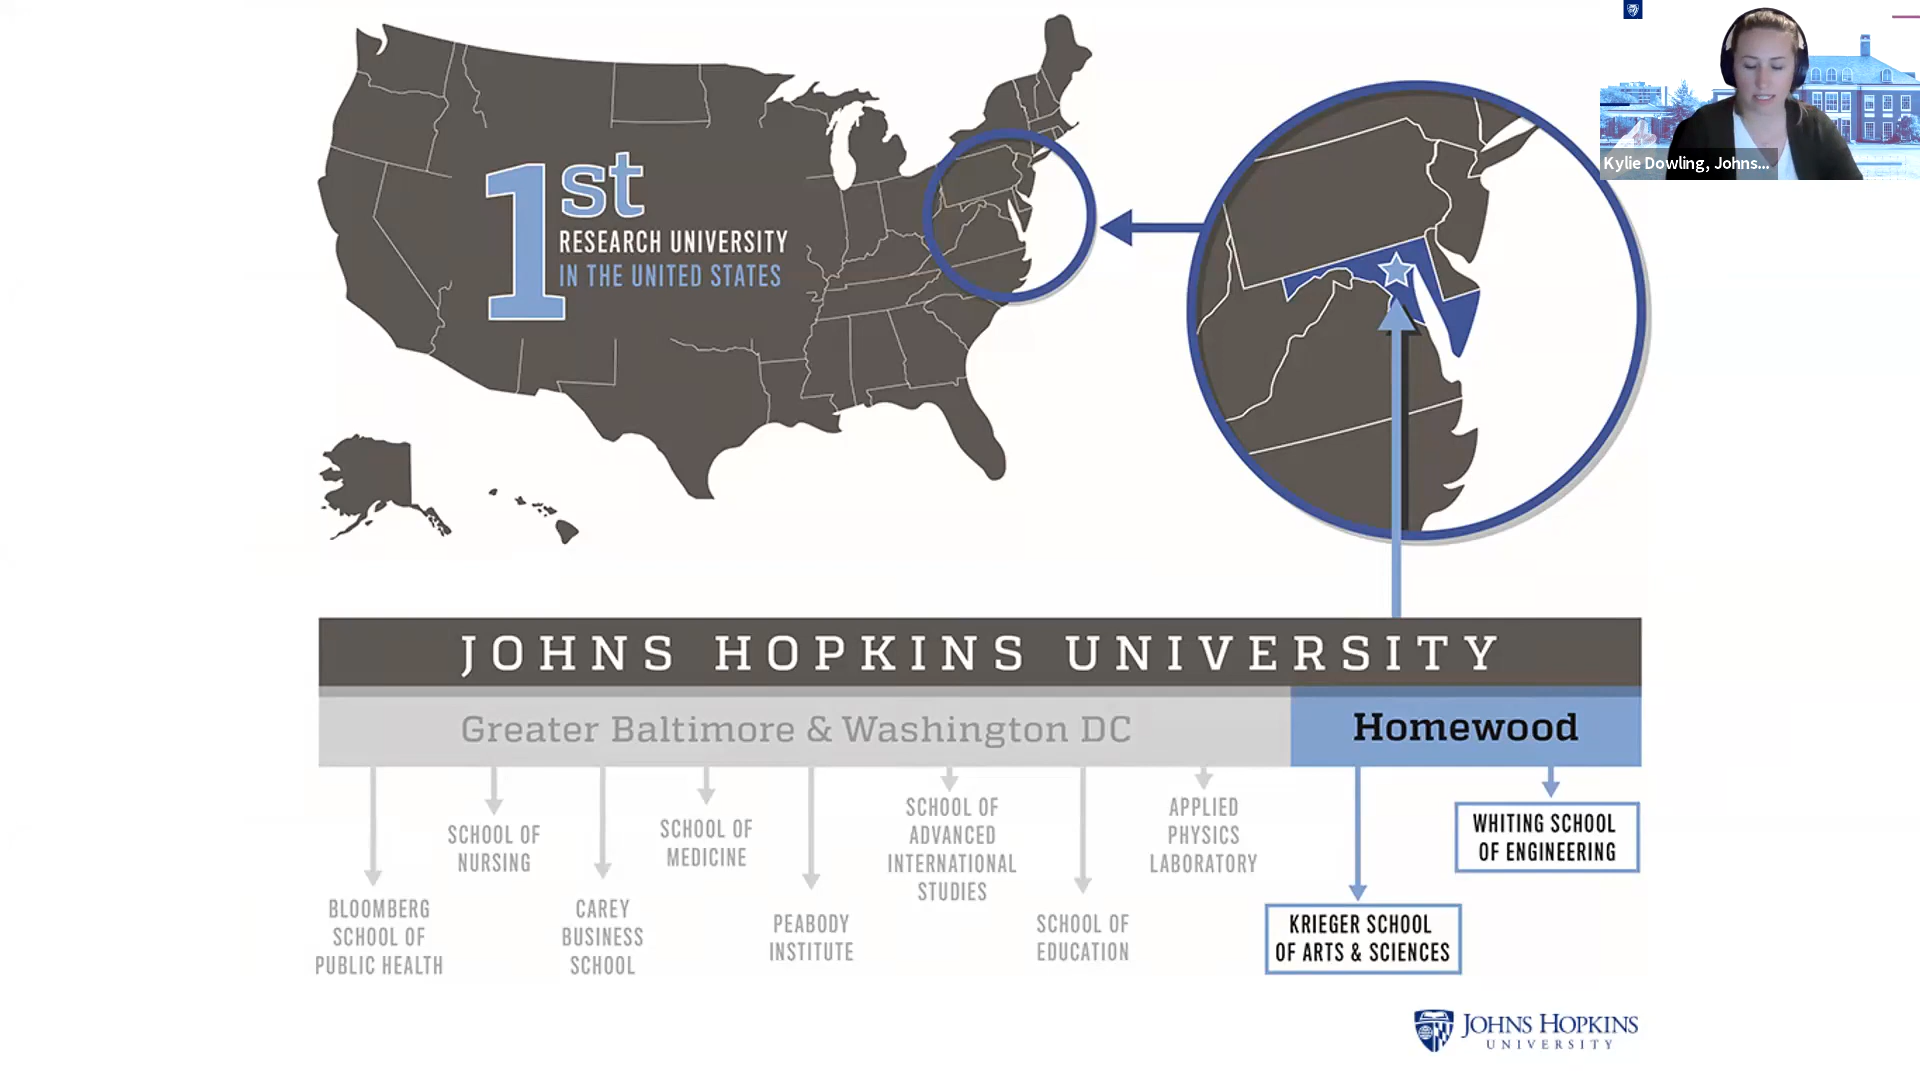 1st
RESEARCH UNIVERSITY
IN THE UNITED STATES
Kylie Dowling, Johns...
JOHNS HOPKINS UNIVERSITY
Greater Baltimore & Washington DC
Homewood
BLOOMBERG
SCHOOL OF
PUBLIC HEALTH
SCHOOL OF
NURSING
CAREY
BUSINESS
SCHOOL
SCHOOL OF
MEDICINE
PEABODY
INSTITUTE
SCHOOL OF
ADVANCED
INTERNATIONAL
STUDIES
SCHOOL OF
EDUCATION
APPLIED
PHYSICS
LABORATORY
KRIEGER SCHOOL
OF ARTS & SCIENCES
WHITING SCHOOL
OF ENGINEERING
JOHNS HOPKINS
UNIVERSITY